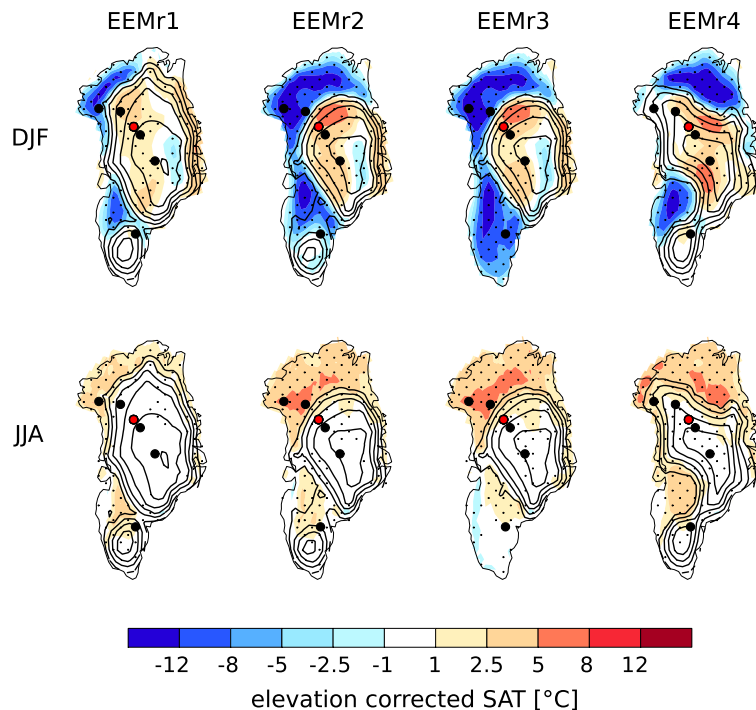 EEMr1 EEMr2 EEMr3 EEMr4
DJF
JJA
-12 -8 -5 -2.5 -1 1 2.5 5 8 12
elevation corrected SAT [°C]